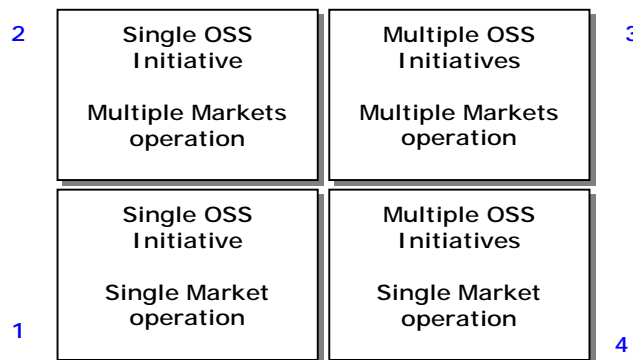 2
Single OSS
Initiative
Multiple Markets
operation
Multiple OSS
Initiatives
Multiple Markets
operation
3
Single OSS
Initiative
Single Market
operation
1
Multiple OSS
Initiatives
Single Market
operation
4